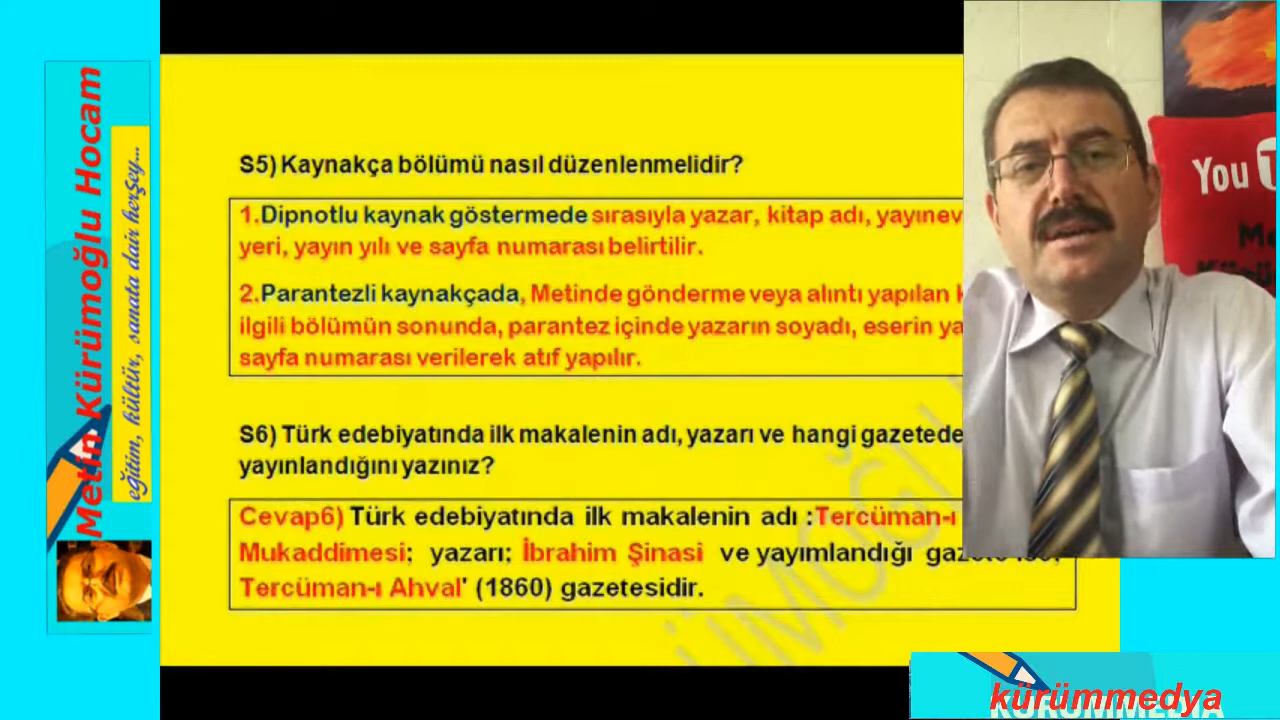 Metin Kürümoğlu Hocam
eğitim, kültür, sanata dair herşey...
S5) Kaynakça bölümü nasıl düzenlenmelidir?
1.Dipnotlu kaynak göstermede sırasıyla yazar, kitap adı,
yeri, yayın yılı ve sayfa numarası belirtilir.
2.Parantezli kaynakçada, Metinde gönderme veya alıntı yapılan
ilgili bölümün sonunda, parantez içinde yazarın soyadı, eserin
sayfa numarası verilerek atıf yapılır.
S6) Türk edebiyatında ilk makalenin adı, yazarı ve hangi gazetede
yayınlandığını yazınız?
Cevap6) Türk edebiyatında ilk makalenin adı :Tercüman-ı
Mukaddimesi; yazarı; İbrahim Şinasi ve yayımlandığı
Tercüman-ı Ahval' (1860) gazetesidir.
You
kürümmedya
KÜRÜMMEDYA